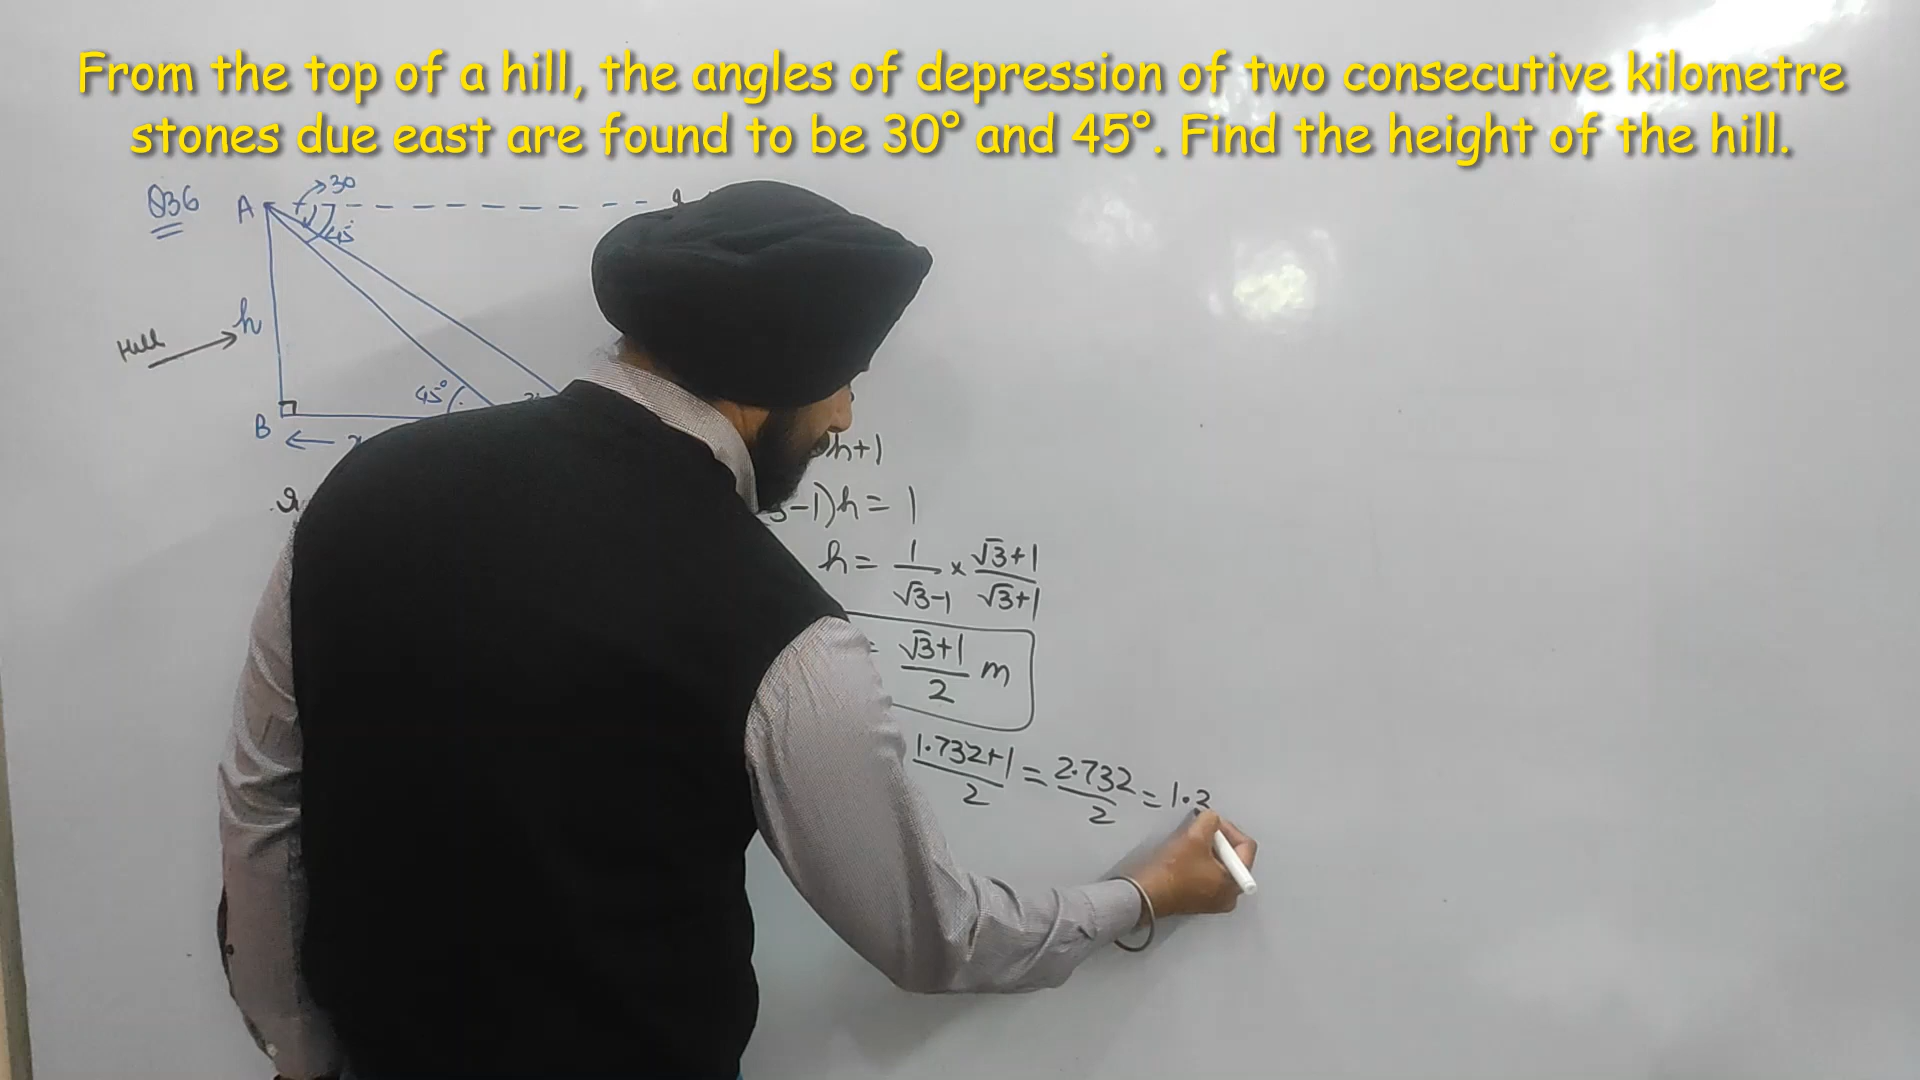 From the top of a hill, the angles of depression of two consecutive kilometre
stones due east are found to be 30° and 45°. Find the height of the hill.
Q36
A
30
45
h
Hill
45°
B
x
h+1
-1)h = 1
h = 1/√3-1 × √3+1/√3+1
= √3+1/2 m
1.732+1/2 = 2.732/2 = 1.3